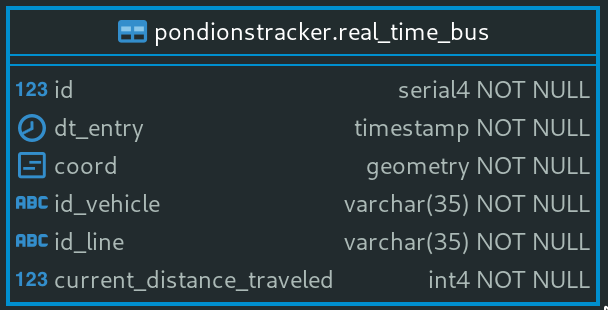 pondionstracker.real_time_bus
123 id serial4 NOT NULL
dt_entry timestamp NOT NULL
coord geometry NOT NULL
ABC id_vehicle varchar(35) NOT NULL
ABC id_line varchar(35) NOT NULL
123 current_distance_traveled int4 NOT NULL